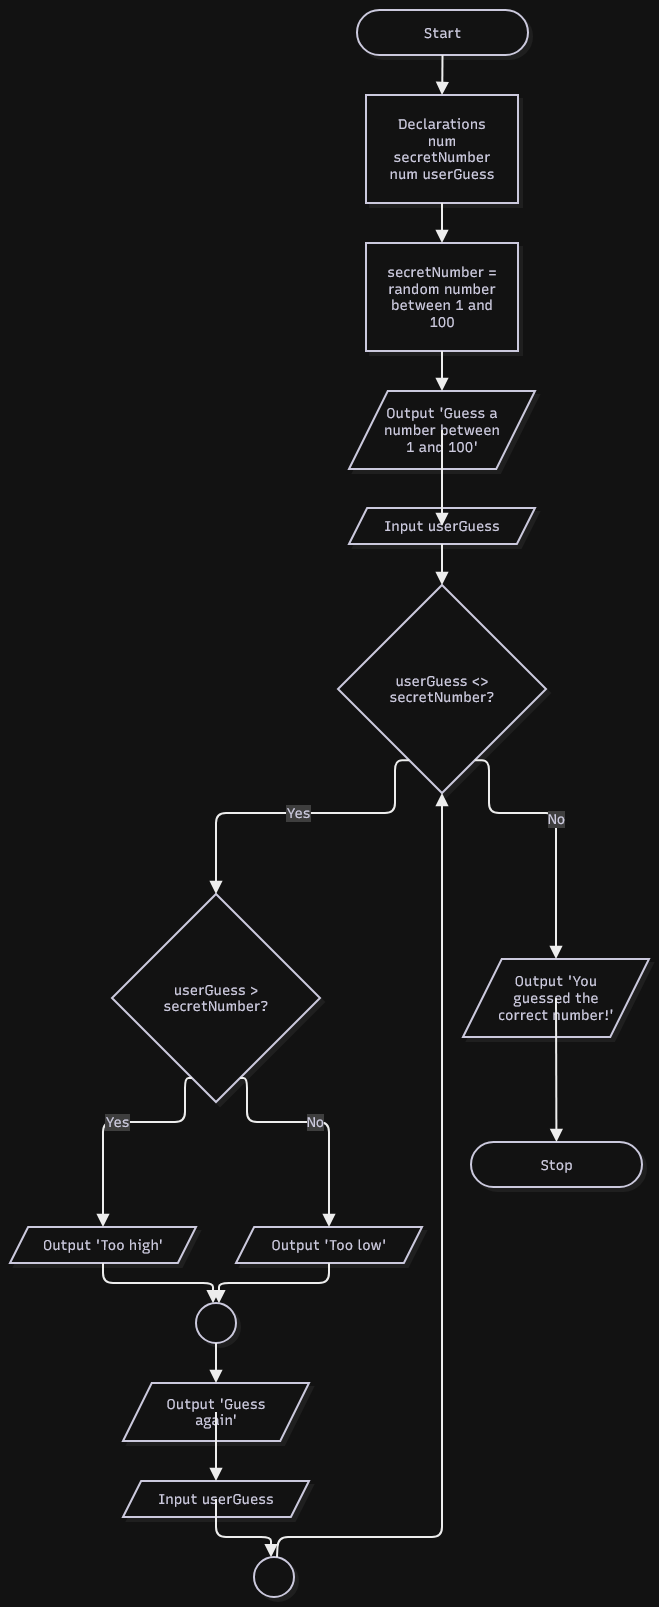 Start
Declarations
num
secretNumber
num userGuess
secretNumber =
random number
between 1 and
100
Output 'Guess a
number between
1 and 100'
Input userGuess
userGuess <>
secretNumber?
Yes
No
userGuess >
secretNumber?
Output 'You
guessed the
correct number!'
Yes
No
Stop
Output 'Too high'
Output 'Too low'
Output 'Guess
again'
Input userGuess